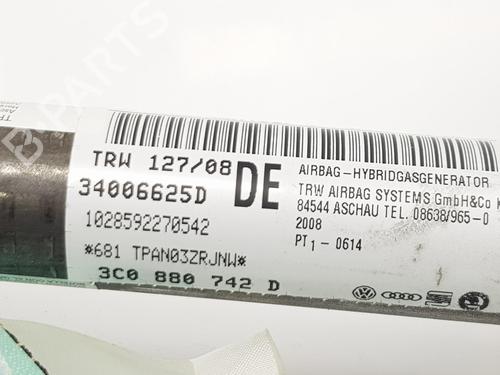 TRW 127/08
34006625D
DE
1028592270542
*681 TPAN03ZRJNW*
3C0 880 742 D
AIRBAG-HYBRIDGASGENERATOR
TRW AIRBAG SYSTEMS GmbH&Co K
84544 ASCHAU TEL. 08638/965-0
2008
PT1-0614